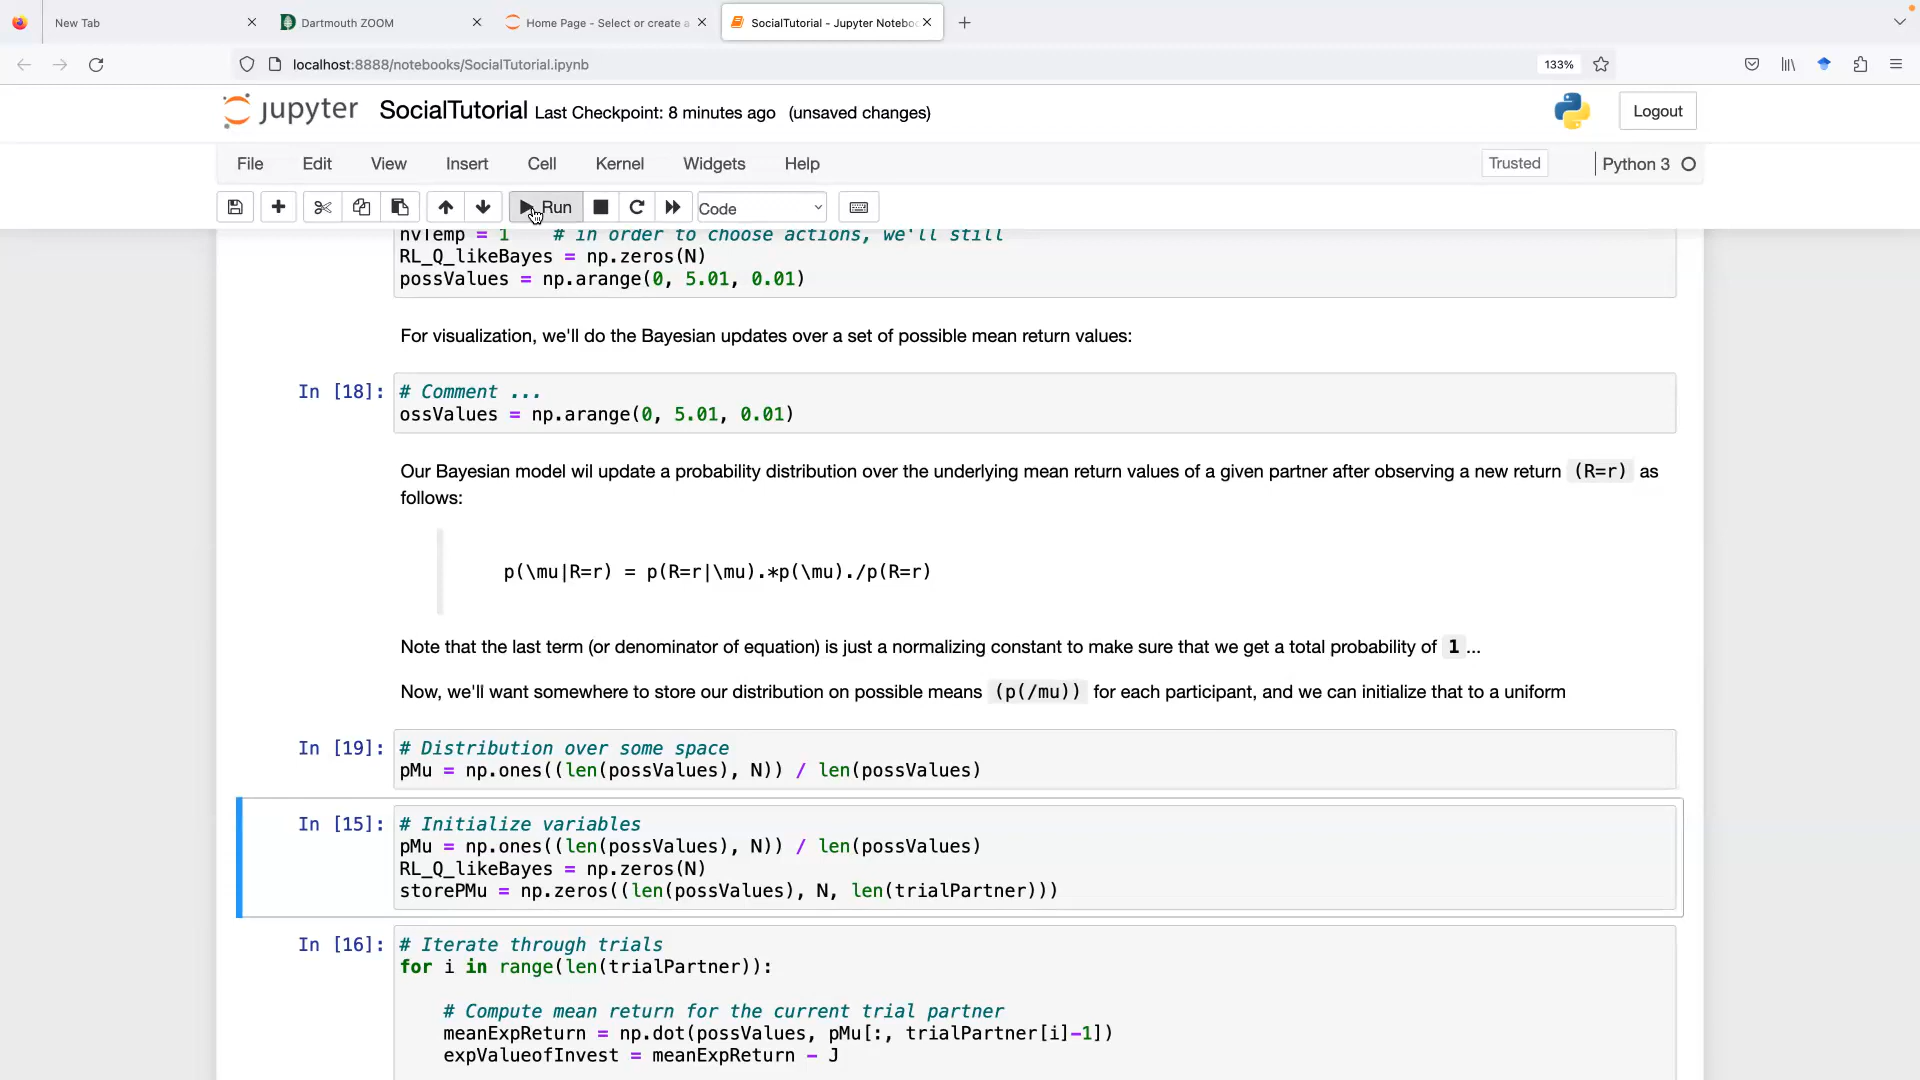 New Tab
Dartmouth ZOOM
Home Page - Select or create a
SocialTutorial - Jupyter Notebo
localhost:8888/notebooks/SocialTutorial.ipynb
133%
jupyter SocialTutorial Last Checkpoint: 8 minutes ago (unsaved changes)
Logout
File Edit View Insert Cell Kernel Widgets Help
Trusted
Python 3
Run
Code
nvTemp = 1 # in order to choose actions, we'll still
RL_Q_likeBayes = np.zeros(N)
possValues = np.arange(0, 5.01, 0.01)
For visualization, we'll do the Bayesian updates over a set of possible mean return values:
In [18]: # Comment ...
ossValues = np.arange(0, 5.01, 0.01)
Our Bayesian model wil update a probability distribution over the underlying mean return values of a given partner after observing a new return (R=r) as
follows:
p(\mu|R=r) = p(R=r|\mu).*p(\mu)./p(R=r)
Note that the last term (or denominator of equation) is just a normalizing constant to make sure that we get a total probability of 1 ...
Now, we'll want somewhere to store our distribution on possible means (p(/mu)) for each participant, and we can initialize that to a uniform
In [19]: # Distribution over some space
pMu = np.ones((len(possValues), N)) / len(possValues)
In [15]: # Initialize variables
pMu = np.ones((len(possValues), N)) / len(possValues)
RL_Q_likeBayes = np.zeros(N)
storePMu = np.zeros((len(possValues), N, len(trialPartner)))
In [16]: # Iterate through trials
for i in range(len(trialPartner)):
# Compute mean return for the current trial partner
meanExpReturn = np.dot(possValues, pMu[:, trialPartner[i]-1])
expValueofInvest = meanExpReturn - J